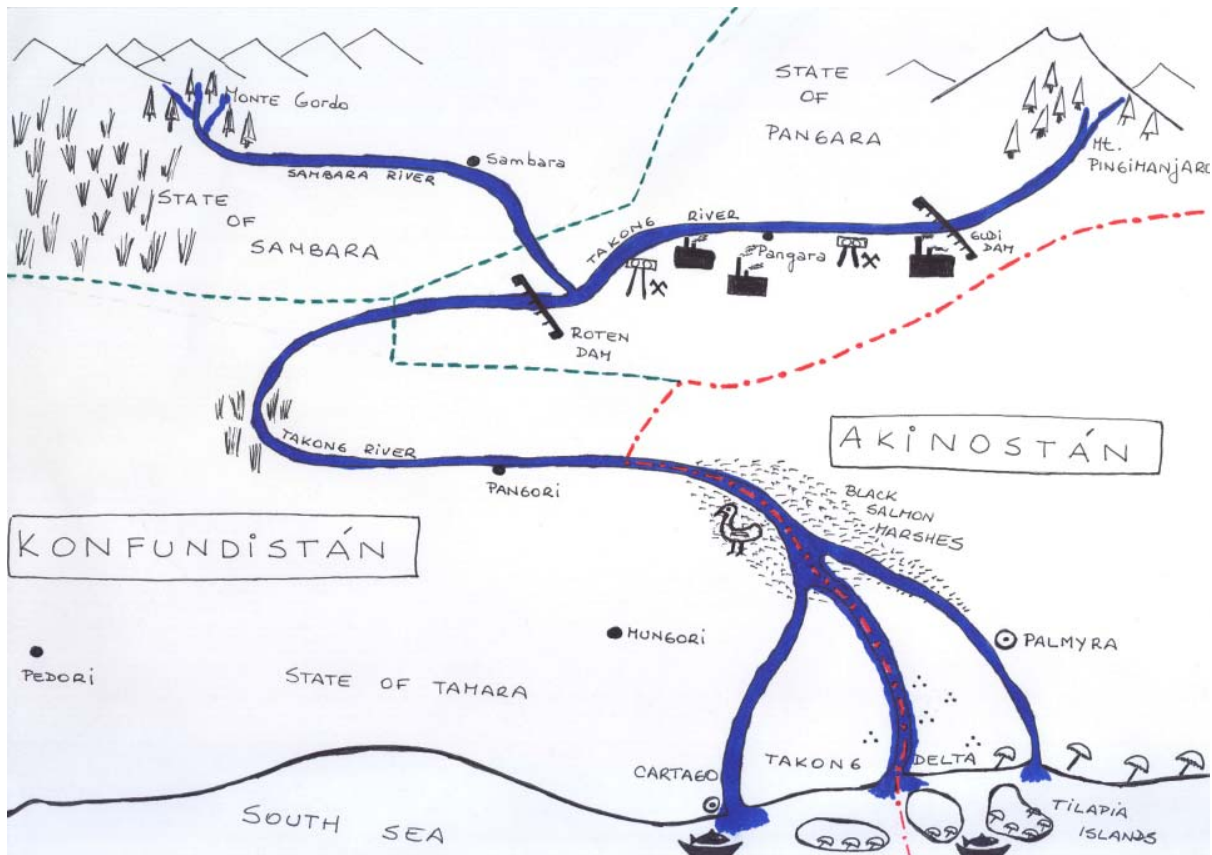 MONTE GORDO
Sambara
SAMBARA RIVER
STATE
OF
SAMBARA
STATE
OF
PANGARA
Mt.
PINGIMANJARO
TAKONG RIVER
Pangara
GUDI
DAM
ROTEN
DAM
TAKONG RIVER
PANGORI
AKINOSTÁN
BLACK
SALMON
MARSHES
KONFUNDISTÁN
MUNGORI
PALMYRA
PEDORI
STATE OF TAMARA
CARTAGO
TAKONG DELTA
TILAPIA
ISLANDS
SOUTH SEA